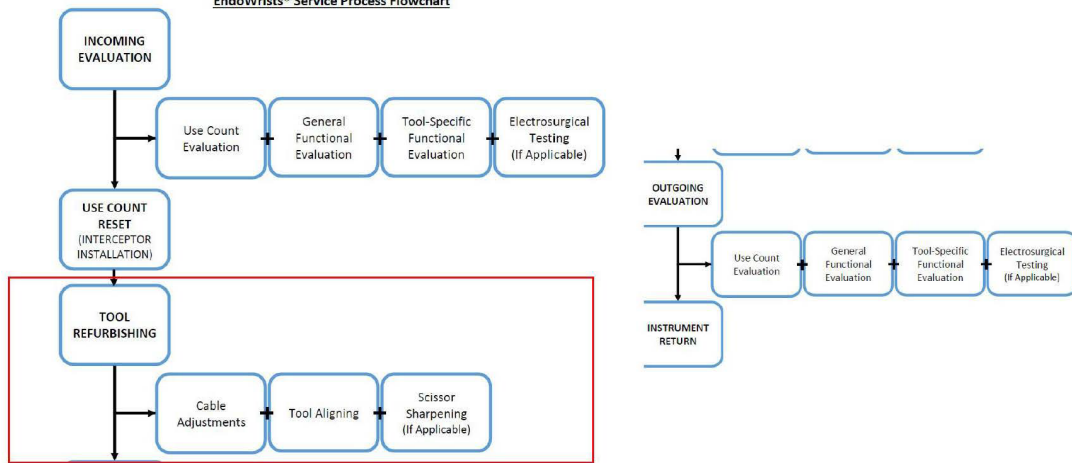 EndoWrists® Service Process Flowchart
INCOMING
EVALUATION
Use Count
Evaluation
General
Functional
Evaluation
Tool-Specific
Functional
Evaluation
Electrosurgical
Testing
(If Applicable)
USE COUNT
RESET
(INTERCEPTOR
INSTALLATION)
TOOL
REFURBISHING
Cable
Adjustments
Tool Aligning
Scissor
Sharpening
(If Applicable)
OUTGOING
EVALUATION
Use Count
Evaluation
General
Functional
Evaluation
Tool-Specific
Functional
Evaluation
Electrosurgical
Testing
(If Applicable)
INSTRUMENT
RETURN